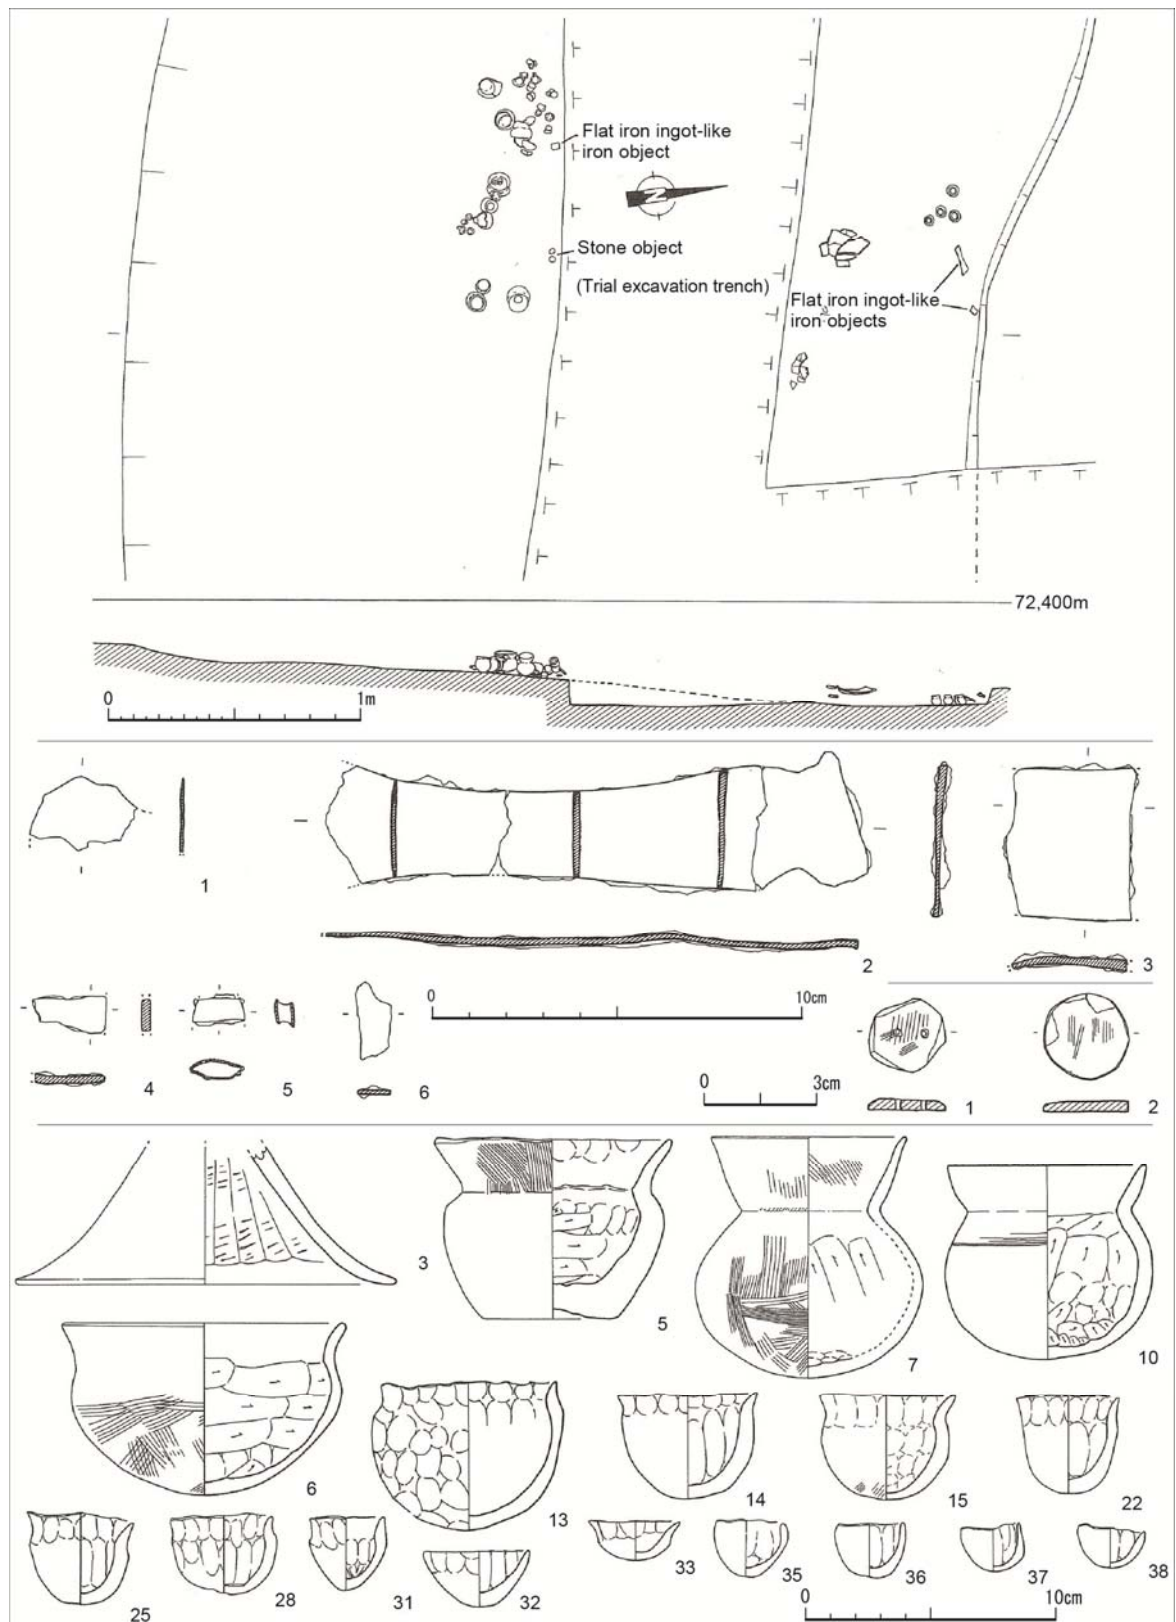 Flat iron ingot-like
iron object
N
Stone object
(Trial excavation trench)
Flat iron ingot-like
iron objects
72,400m
0 1m
1
2
3
0 10cm
4
5
6
0 3cm
1
2
3
5
7
10
6
13
14
15
22
25
28
31
32
33
35
36
37
38
0 10cm